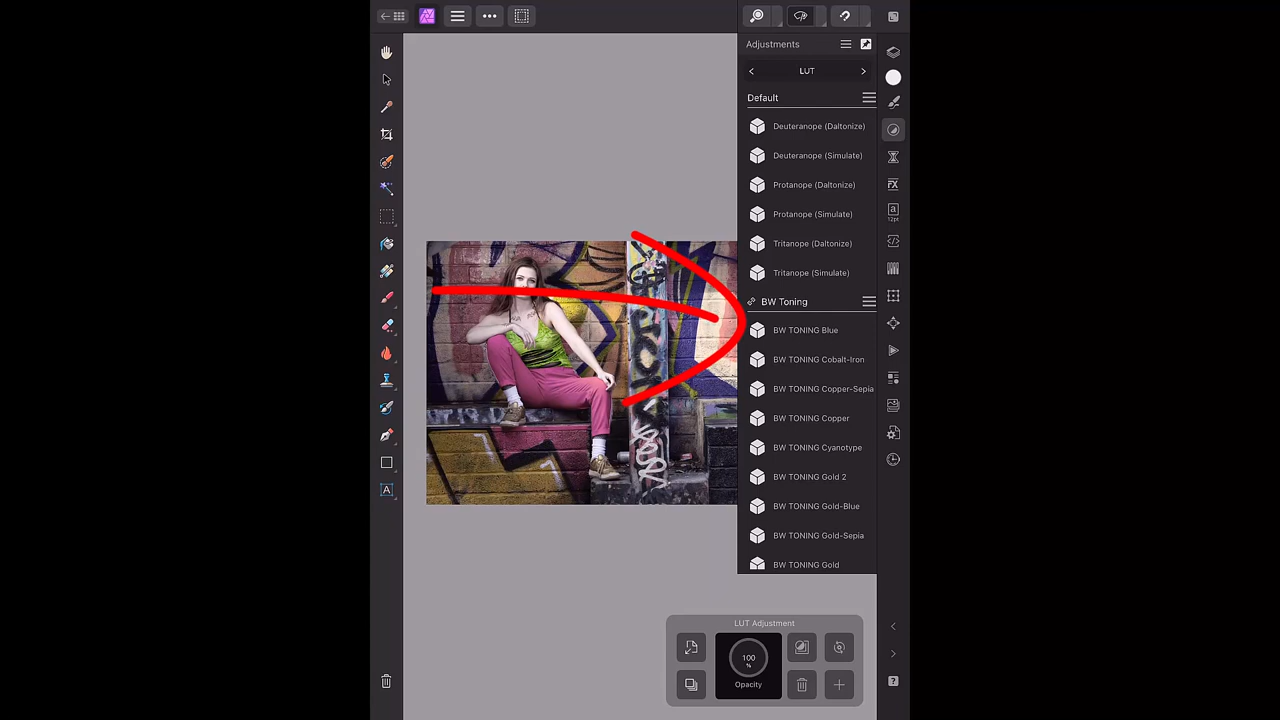 Adjustments
LUT
Default
Deuteranope (Daltonize)
Deuteranope (Simulate)
Protanope (Daltonize)
Protanope (Simulate)
Tritanope (Daltonize)
Tritanope (Simulate)
BW Toning
BW TONING Blue
BW TONING Cobalt-Iron
BW TONING Copper-Sepia
BW TONING Copper
BW TONING Cyanotype
BW TONING Gold 2
BW TONING Gold-Blue
BW TONING Gold-Sepia
BW TONING Gold
FX
a
12pt
A
LUT Adjustment
100
%
Opacity
?